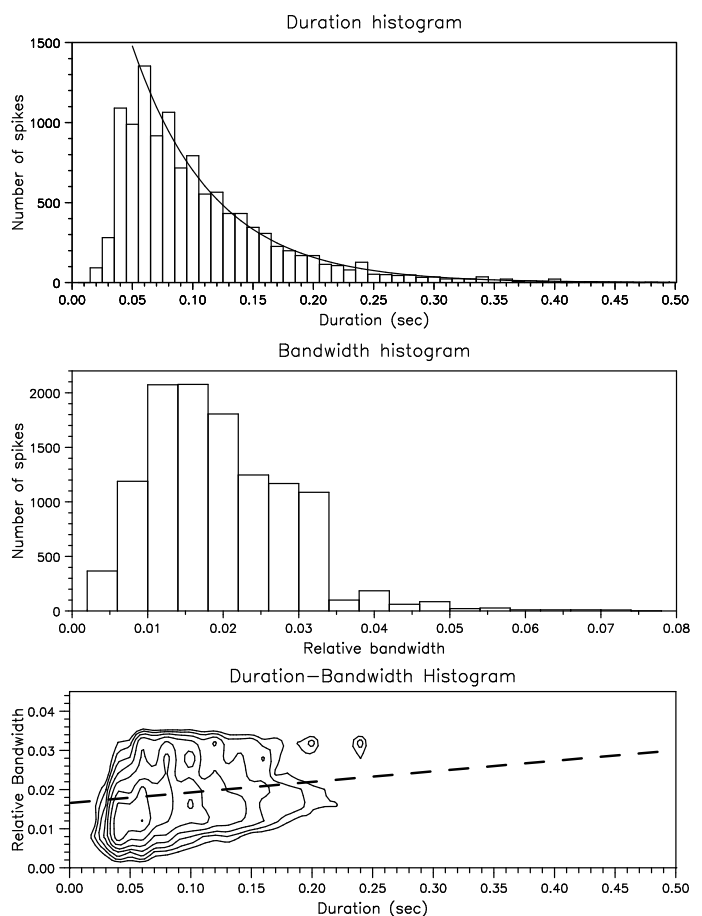 Duration histogram
1500
1000
500
0
Number of spikes
0.00 0.05 0.10 0.15 0.20 0.25 0.30 0.35 0.40 0.45 0.50
Duration (sec)
Bandwidth histogram
2000
1500
1000
500
0
Number of spikes
0.00 0.01 0.02 0.03 0.04 0.05 0.06 0.07 0.08
Relative bandwidth
Duration-Bandwidth Histogram
0.04
0.03
0.02
0.01
0.00
Relative Bandwidth
0.00 0.05 0.10 0.15 0.20 0.25 0.30 0.35 0.40 0.45 0.50
Duration (sec)